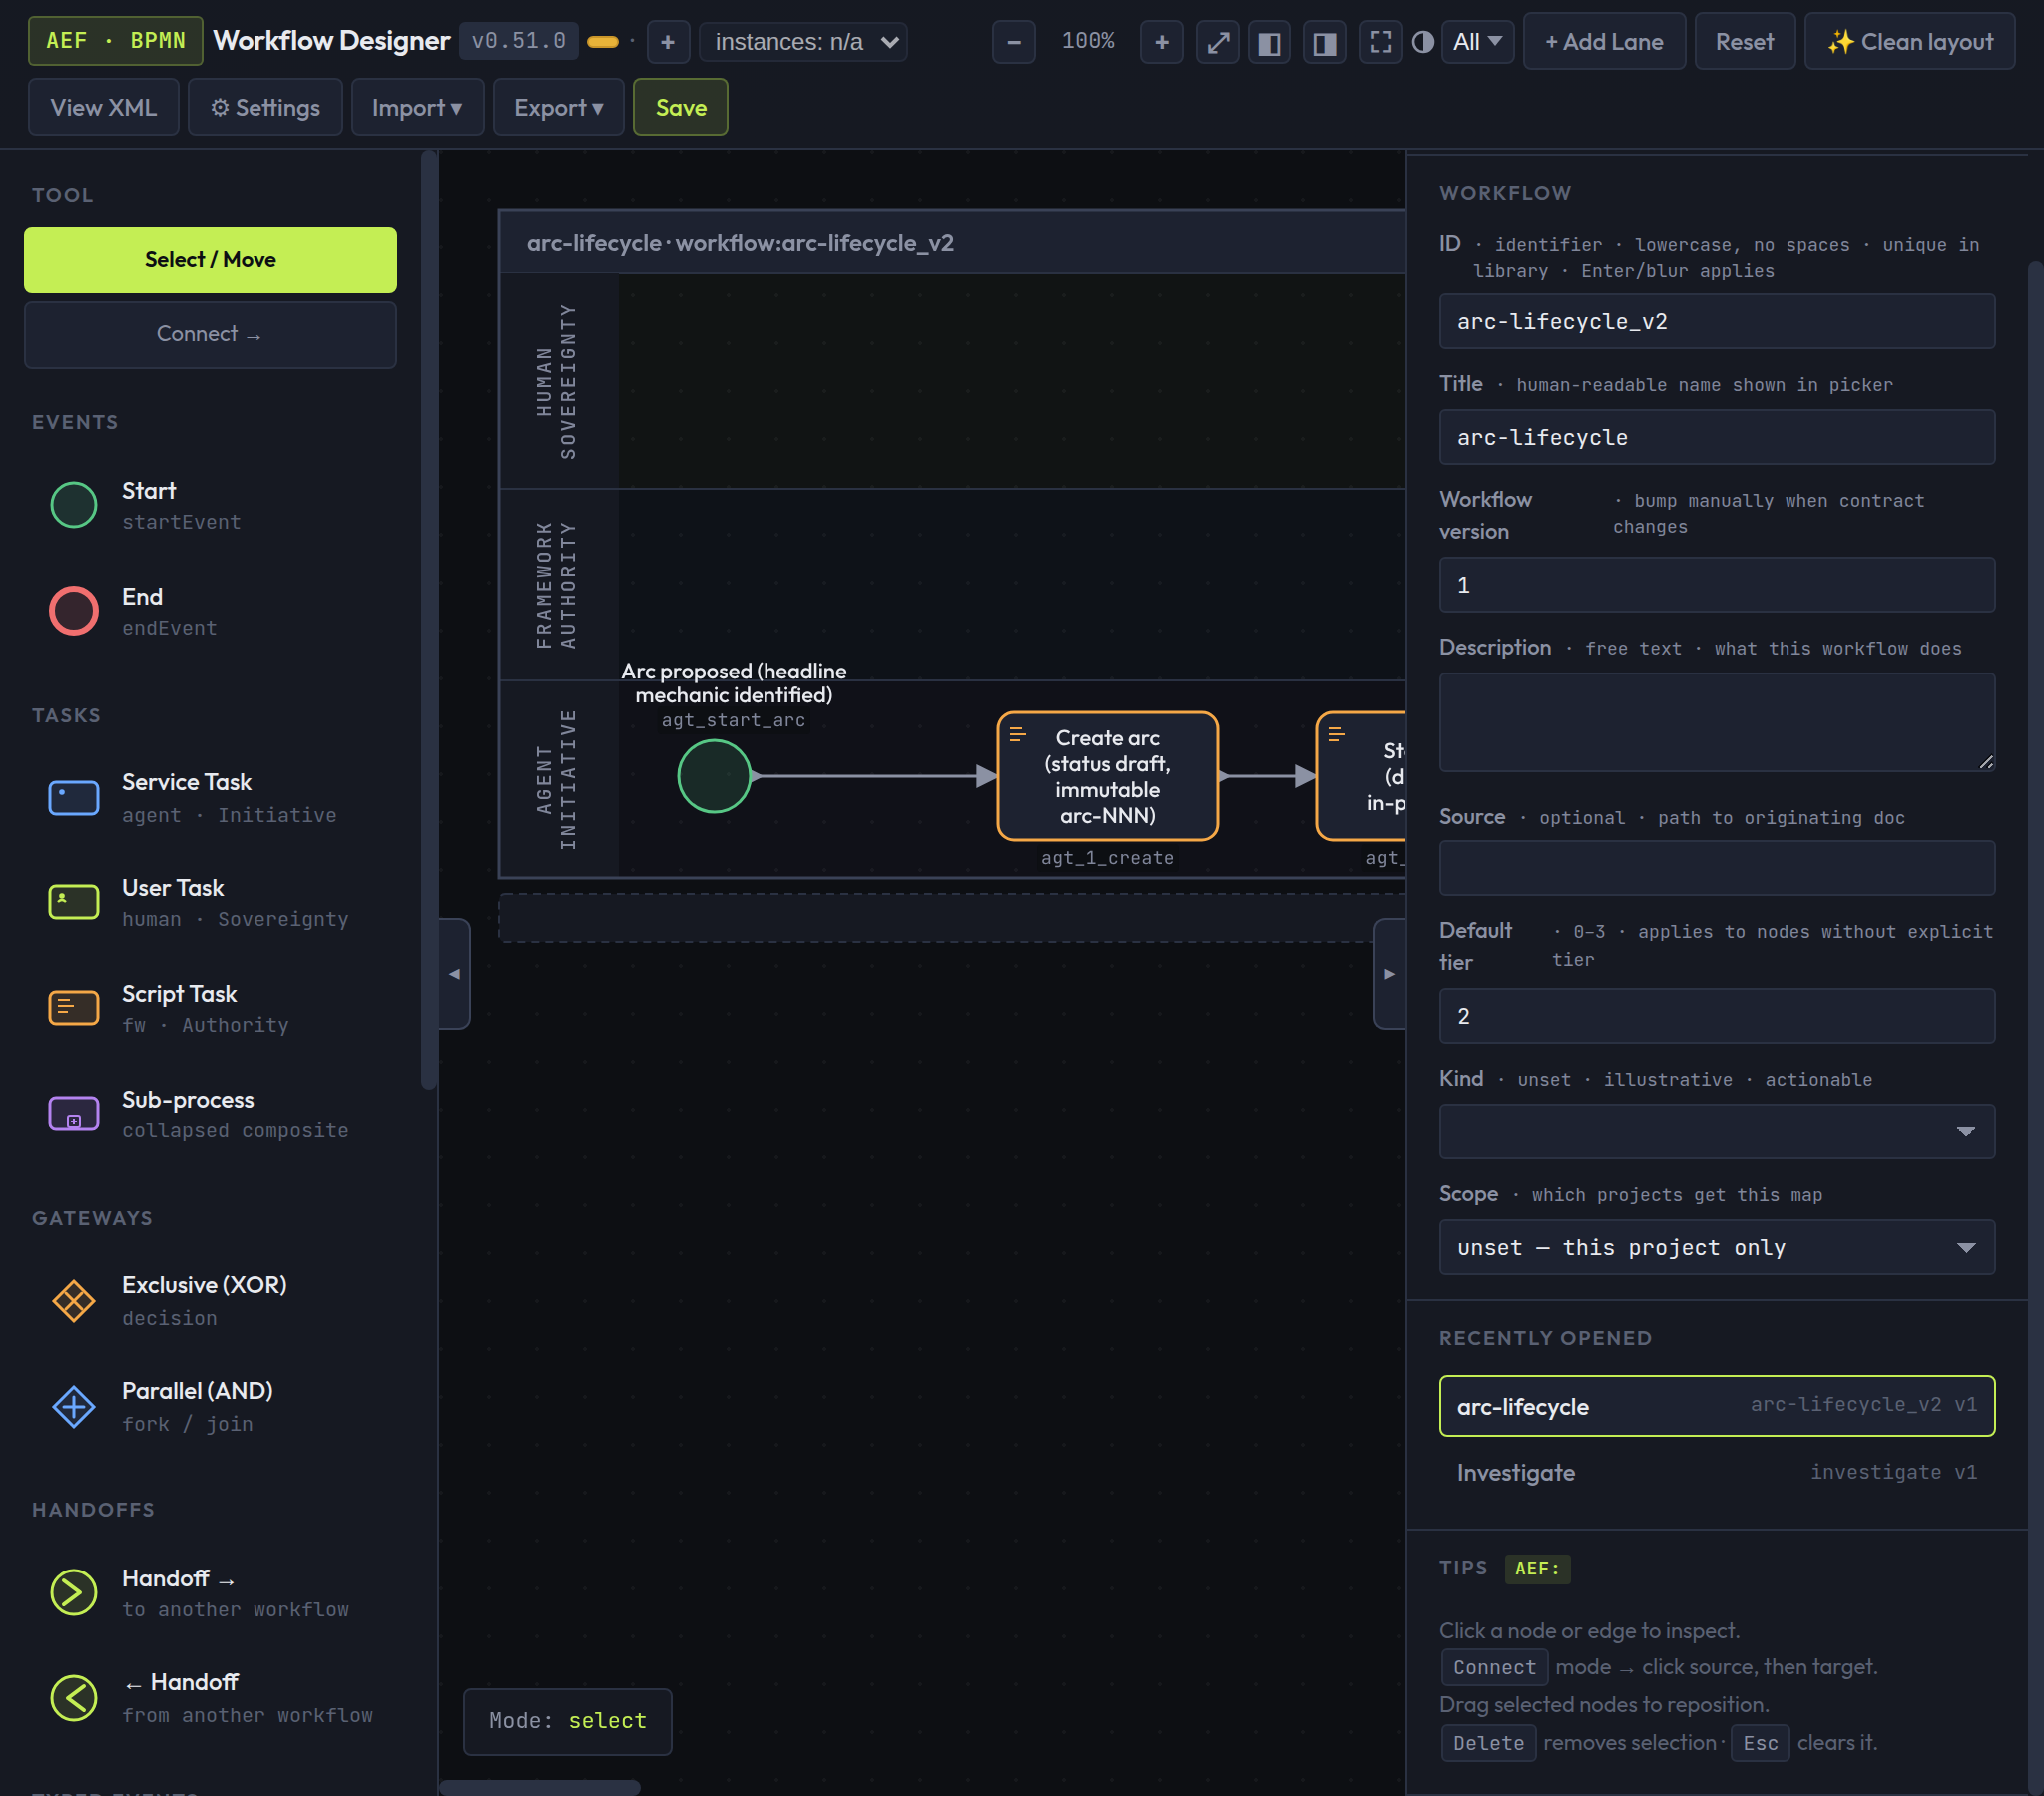 AEF · BPMN Workflow Designer v0.51.0 · + instances: n/a − 100% + All + Add Lane Reset ✨ Clean layout
View XML ⚙ Settings Import ▾ Export ▾ Save
TOOL
Select / Move
Connect →
EVENTS
Start
startEvent
End
endEvent
TASKS
Service Task
agent · Initiative
User Task
human · Sovereignty
Script Task
fw · Authority
Sub-process
collapsed composite
GATEWAYS
Exclusive (XOR)
decision
Parallel (AND)
fork / join
HANDOFFS
Handoff →
to another workflow
← Handoff
from another workflow
arc-lifecycle · workflow:arc-lifecycle_v2
HUMAN
SOVEREIGNTY
FRAMEWORK
AUTHORITY
AGENT
INITIATIVE
Arc proposed (headline
mechanic identified)
agt_start_arc
Create arc
(status draft,
immutable
arc-NNN)
agt_1_create
St
(d
in-p
agt_
Mode: select
WORKFLOW
ID · identifier · lowercase, no spaces · unique in
library · Enter/blur applies
arc-lifecycle_v2
Title · human-readable name shown in picker
arc-lifecycle
Workflow · bump manually when contract
version changes
1
Description · free text · what this workflow does
Source · optional · path to originating doc
Default · 0–3 · applies to nodes without explicit
tier tier
2
Kind · unset · illustrative · actionable
Scope · which projects get this map
unset — this project only
RECENTLY OPENED
arc-lifecycle arc-lifecycle_v2 v1
Investigate investigate v1
TIPS AEF:
Click a node or edge to inspect.
Connect mode → click source, then target.
Drag selected nodes to reposition.
Delete removes selection · Esc clears it.